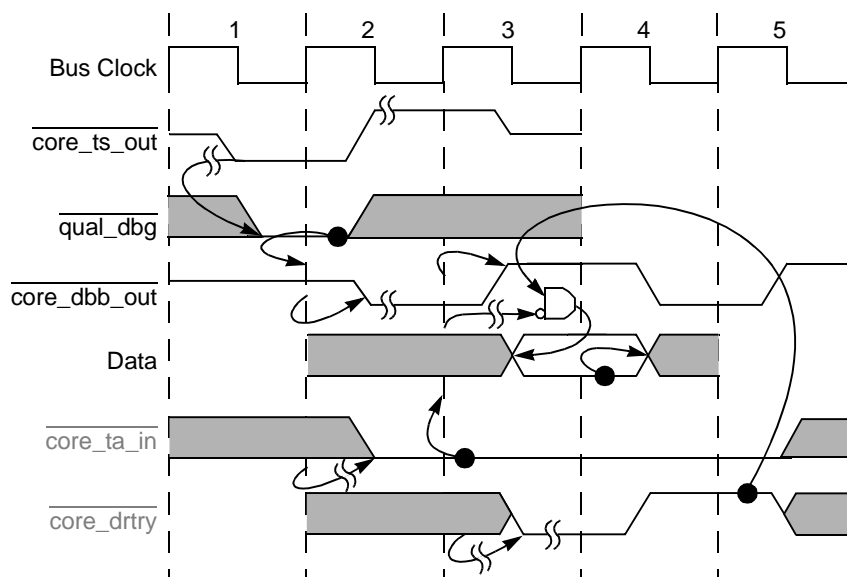 1 2 3 4 5
Bus Clock
core_ts_out
qual_dbg
core_dbb_out
Data
core_ta_in
core_drtry